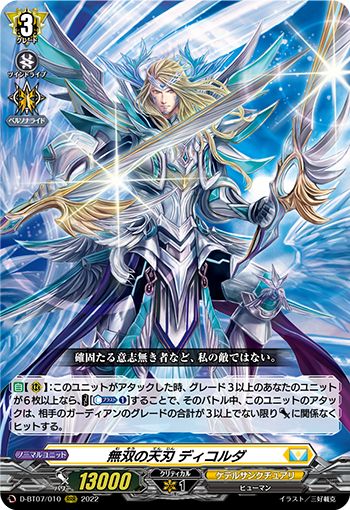 3
グレード
ツインドライブ
ペルソナライド
確固たる意志無き者など、私の敵ではない。
自【】：このユニットがアタックした時、グレード３以上のあなたのユニット
が６枚以上なら、【ブラスト①】することで、そのバトル中、このユニットのアタッ
クは、相手のガーディアンのグレードの合計が３以上でない限りに関係なく
ヒットする。
ノーマルユニット
無双の天刃 ディコルダ
パワー
13000
クリティカル
1
ケテルサンクチュアリ
ヒューマン
D-BT07/010 RRR 2022
イラスト／三好載克